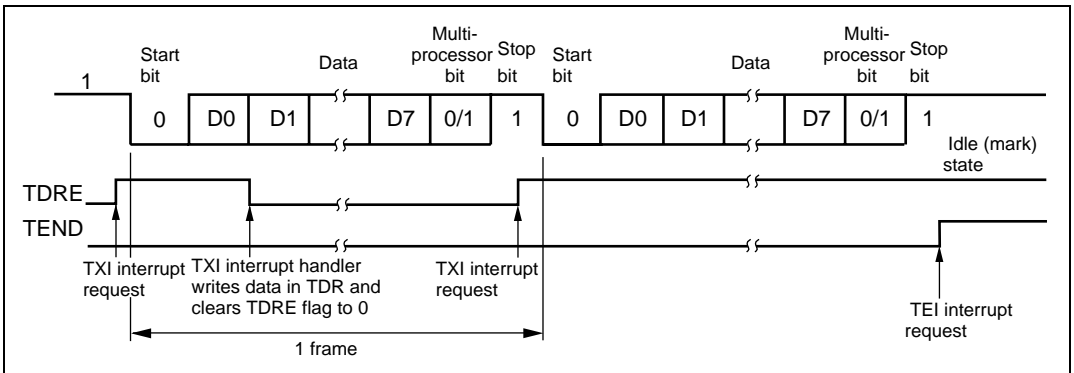 1
Start
bit
Data
Multi-
processor
bit
Stop
bit
Start
bit
Data
Multi-
processor
bit
Stop
bit
0 D0 D1 D7 0/1 1 0 D0 D1 D7 0/1 1
Idle (mark)
state
TDRE
TEND
TXI interrupt
request
TXI interrupt handler
writes data in TDR and
clears TDRE flag to 0
TXI interrupt
request
TEI interrupt
request
1 frame